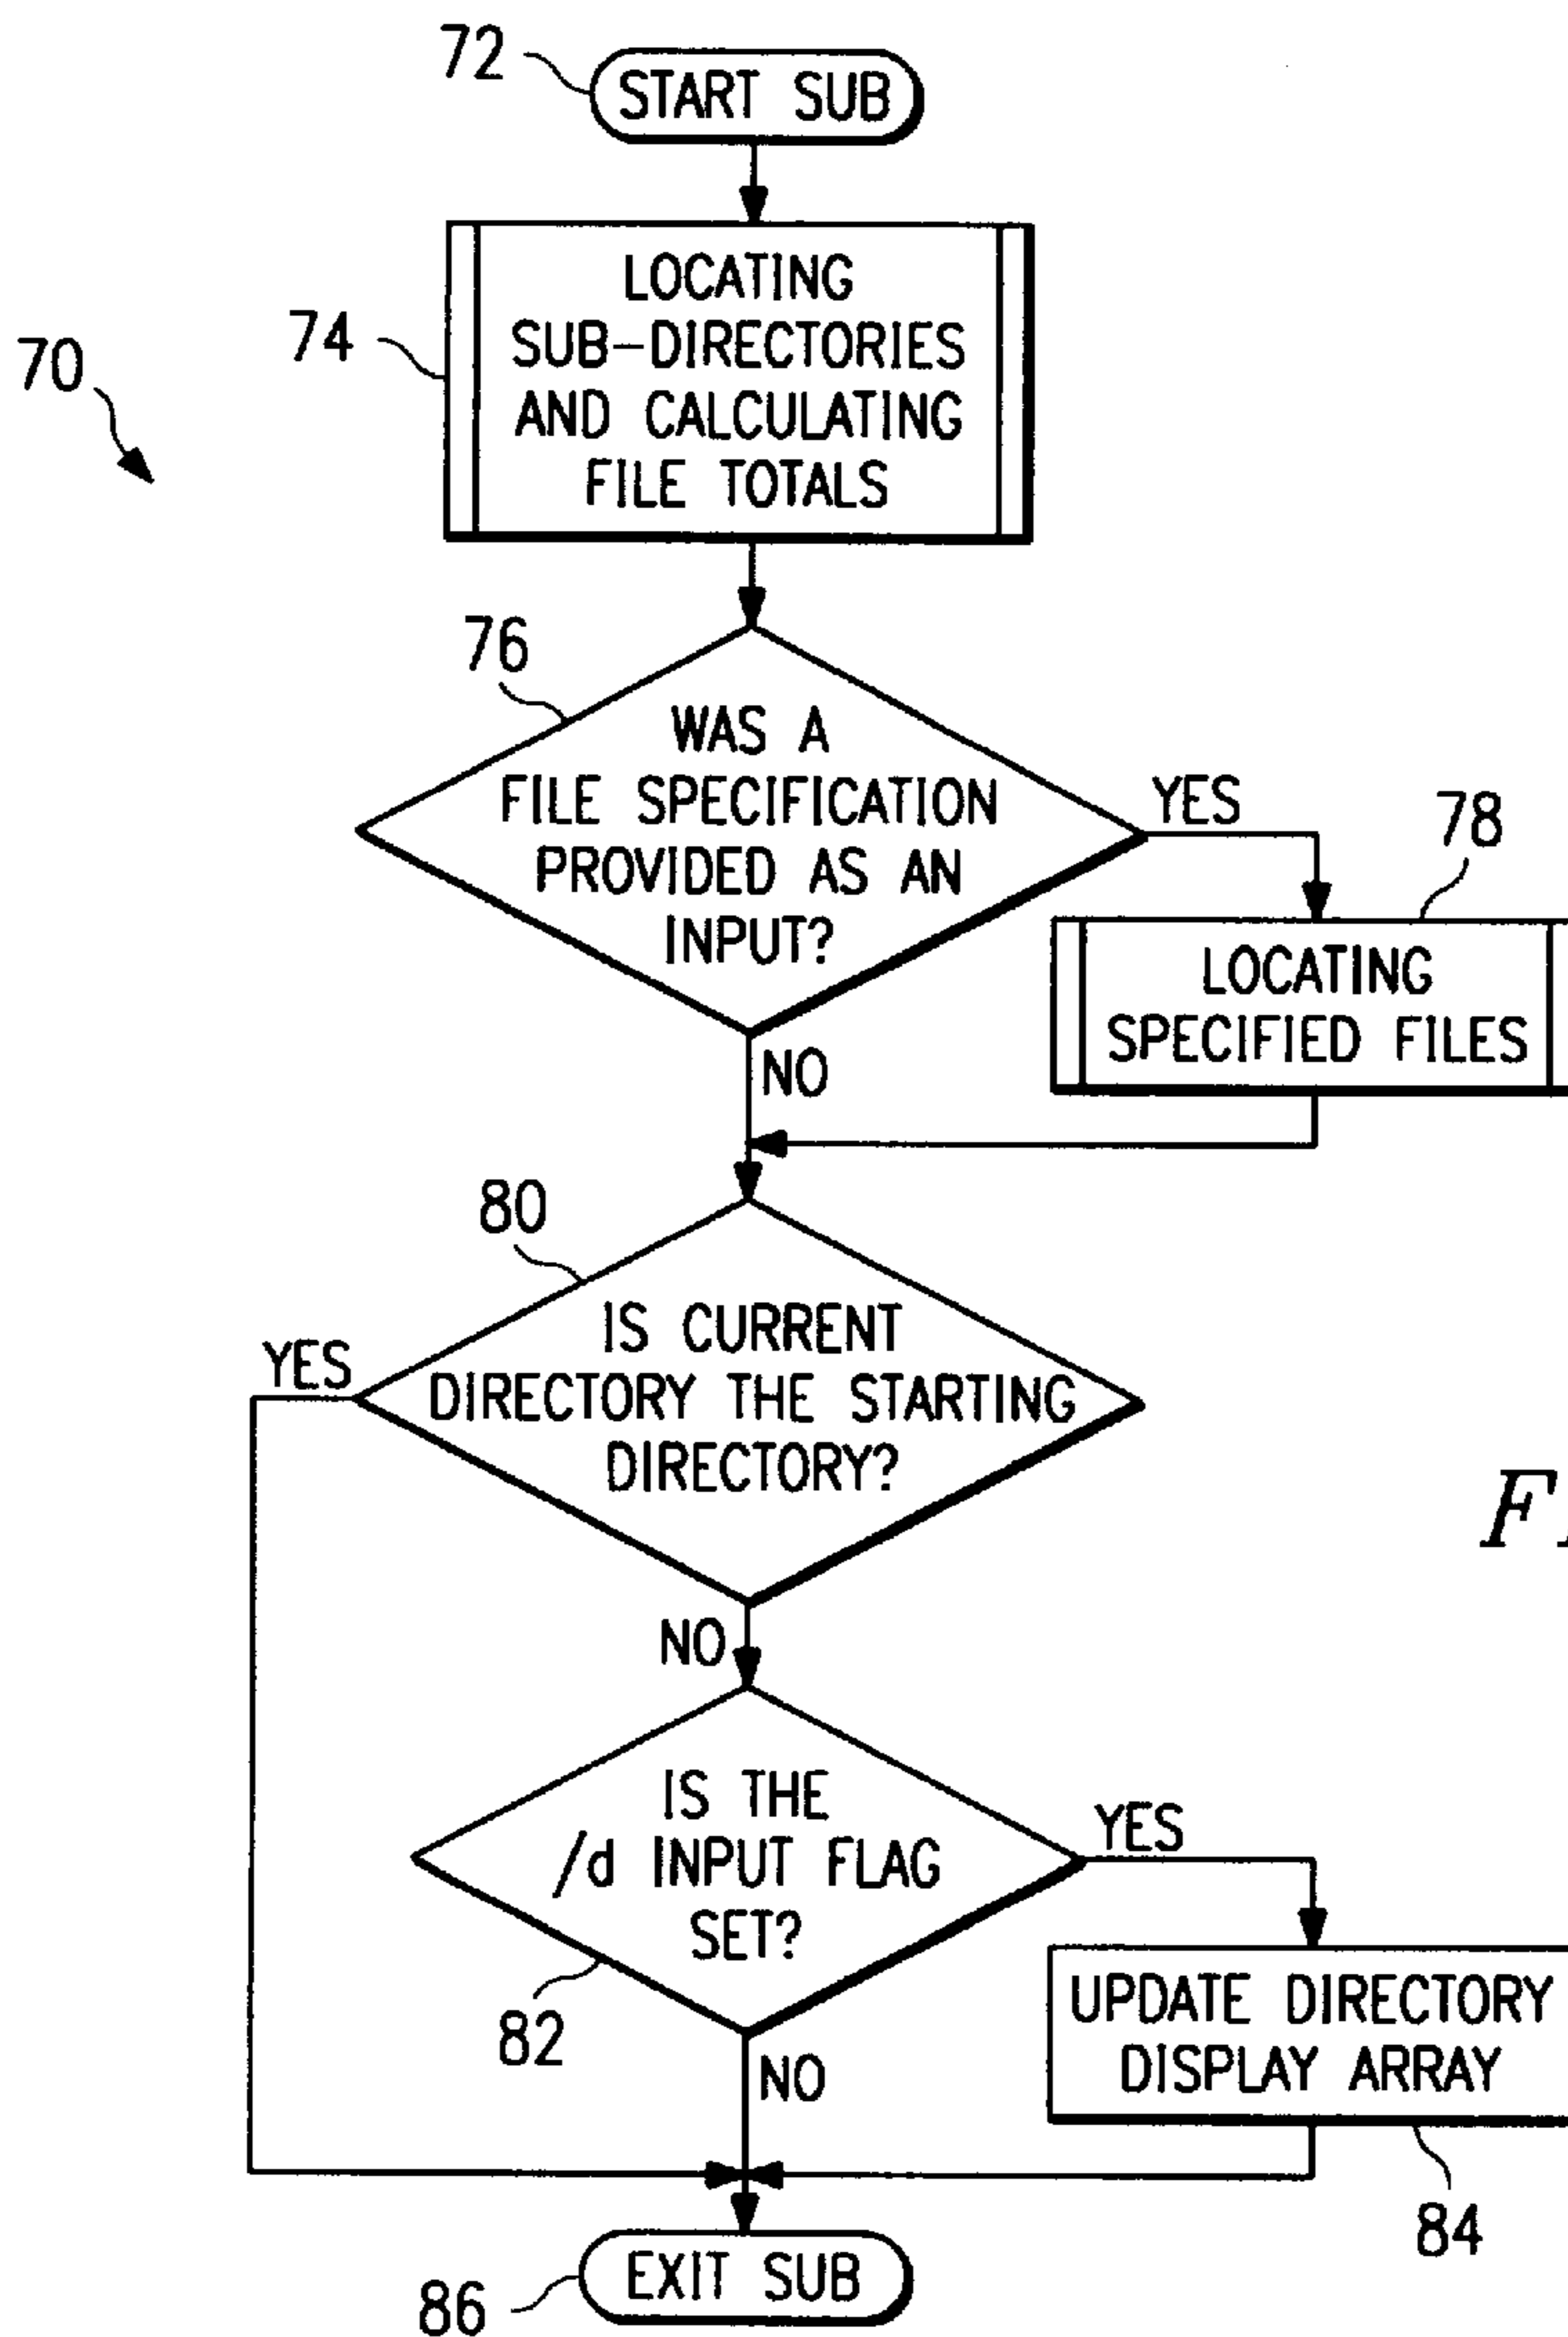 72
START SUB
74
LOCATING
SUB-DIRECTORIES
AND CALCULATING
FILE TOTALS
70
76
WAS A
FILE SPECIFICATION
PROVIDED AS AN
INPUT?
YES
78
LOCATING
SPECIFIED FILES
NO
80
IS CURRENT
DIRECTORY THE STARTING
DIRECTORY?
YES
NO
IS THE
/d INPUT FLAG
SET?
YES
82
UPDATE DIRECTORY
DISPLAY ARRAY
NO
84
EXIT SUB
86